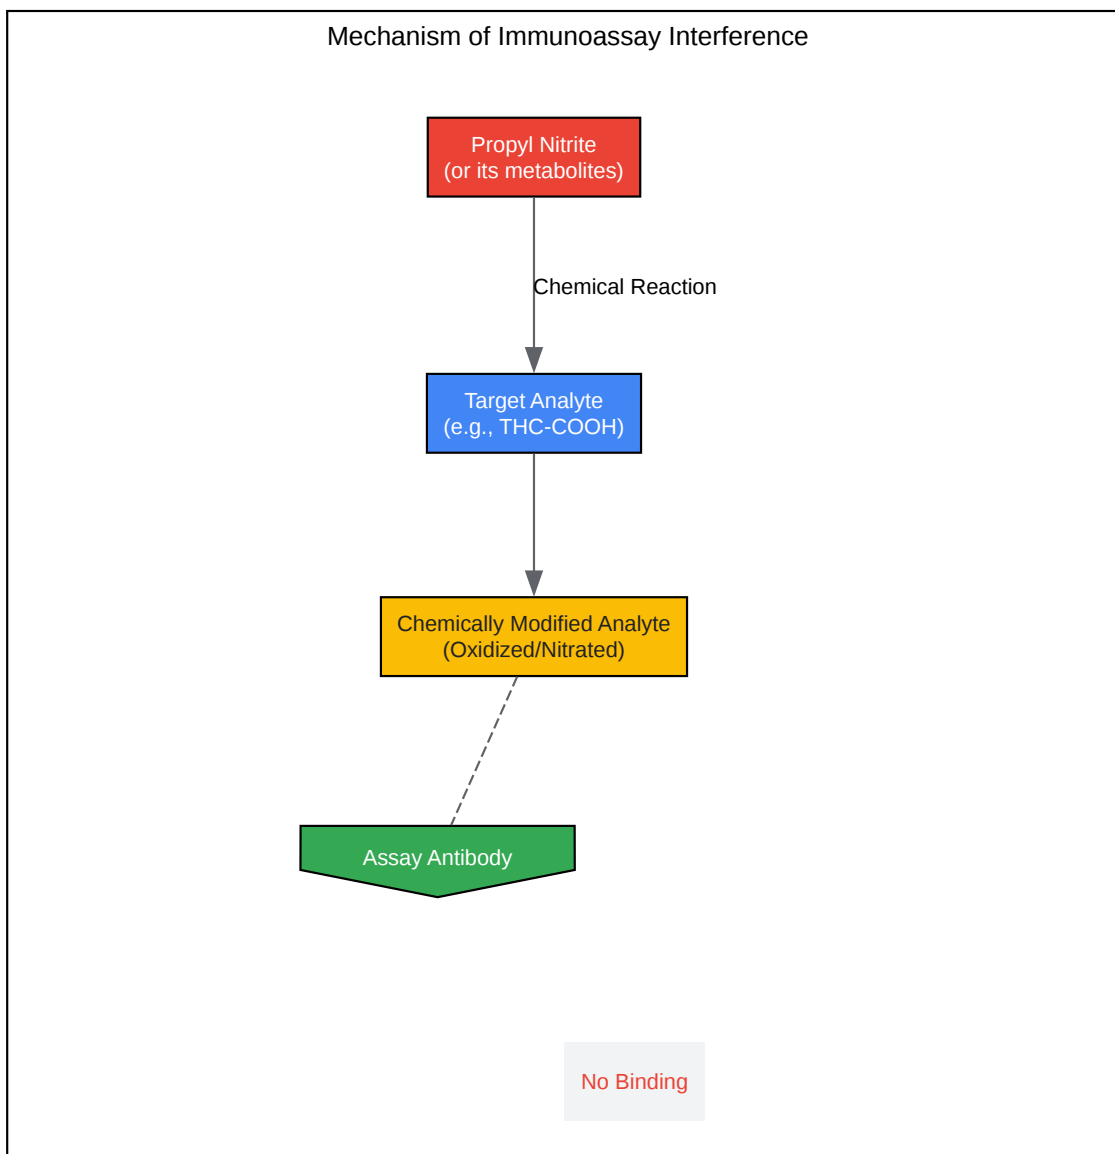 Mechanism of Immunoassay Interference
Propyl Nitrite
(or its metabolites)
Chemical Reaction
Target Analyte
(e.g., THC-COOH)
Chemically Modified Analyte
(Oxidized/Nitrated)
Assay Antibody
No Binding